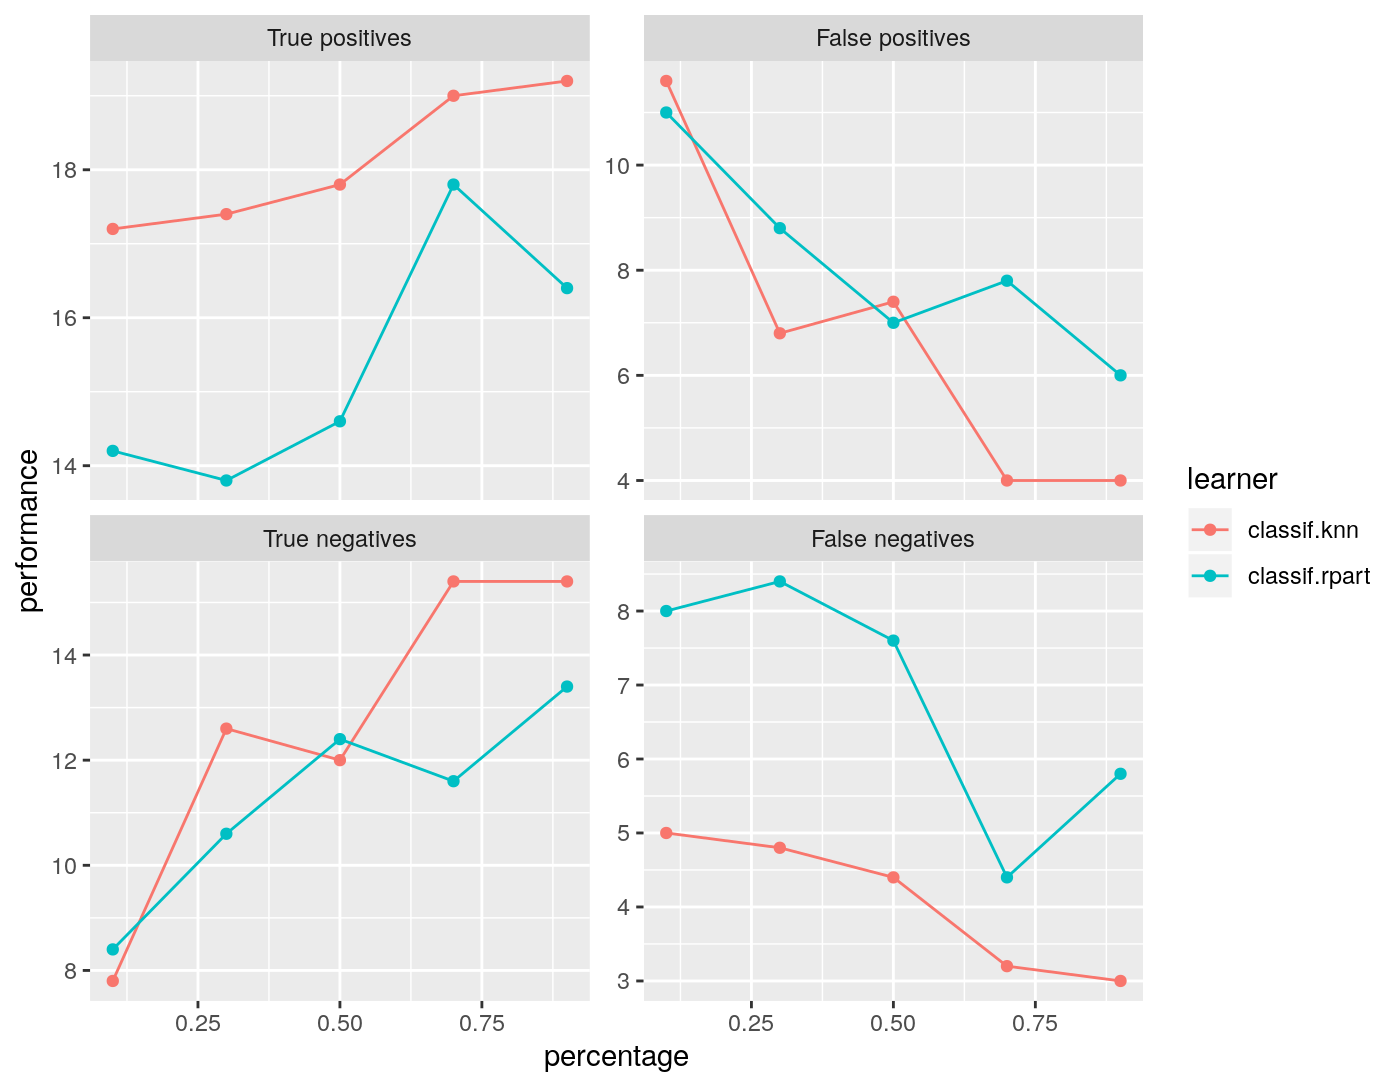 True positives
False positives
18
16
14
10
8
6
4
performance
True negatives
False negatives
14
12
10
8
8
7
6
5
4
3
0.25 0.50 0.75
0.25 0.50 0.75
percentage
learner
classif.knn
classif.rpart